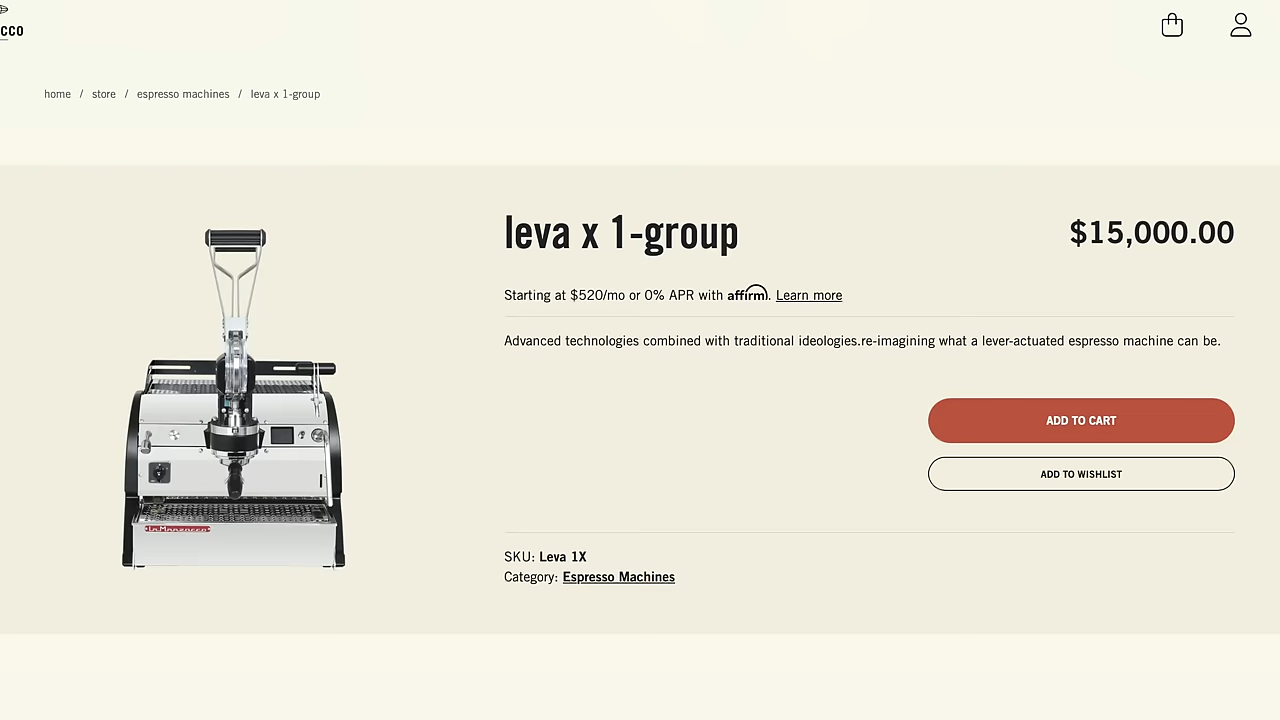 cco
home / store / espresso machines / leva x 1-group
leva x 1-group
$15,000.00
Starting at $520/mo or 0% APR with affirm. Learn more
Advanced technologies combined with traditional ideologies.re-imagining what a lever-actuated espresso machine can be.
ADD TO CART
ADD TO WISHLIST
La Marzocco
SKU: Leva 1X
Category: Espresso Machines